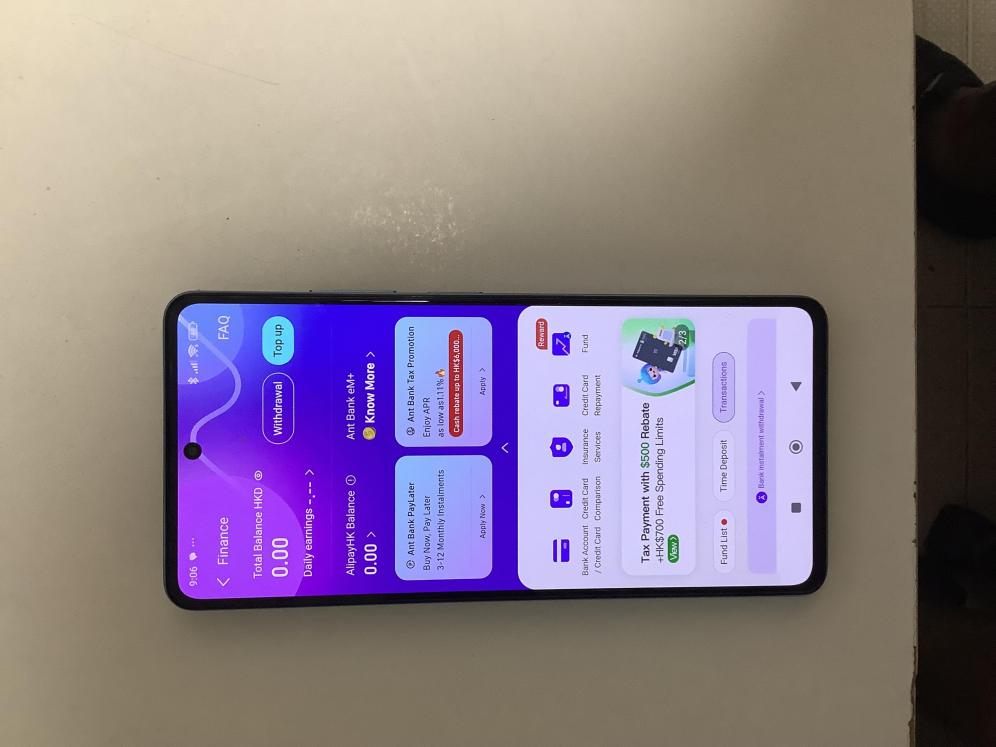 9:06
Finance
FAQ
Total Balance HKD
0.00
Withdrawal
Top up
Daily earnings -.-- >
AlipayHK Balance
0.00 >
Ant Bank eM+
Know More >
Ant Bank PayLater
Buy Now, Pay Later
3-12 Monthly Instalments
Apply Now >
Ant Bank Tax Promotion
Enjoy APR
as low as1.11%🔥
Cash rebate up to HK$6,000...
Apply >
Bank Account
/ Credit Card
Credit Card
Comparison
Insurance
Services
Credit Card
Repayment
Reward
Fund
Tax Payment with $500 Rebate
+HK$700 Free Spending Limits
View>
2/3
Fund List
Time Deposit
Transactions
Bank instalment withdrawal >